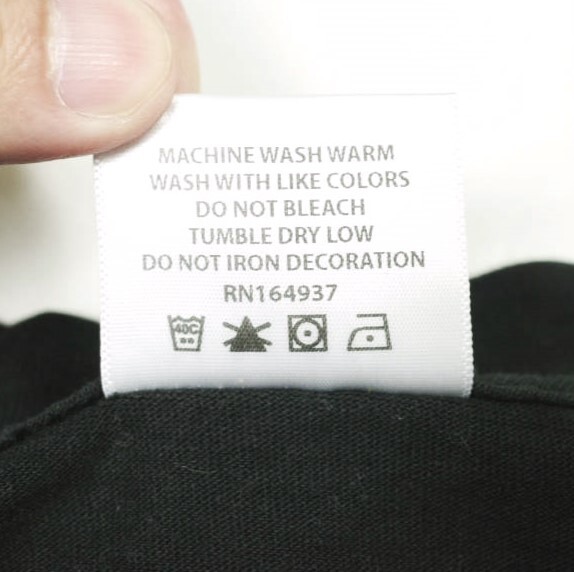 MACHINE WASH WARM
WASH WITH LIKE COLORS
DO NOT BLEACH
TUMBLE DRY LOW
DO NOT IRON DECORATION
RN164937
40C